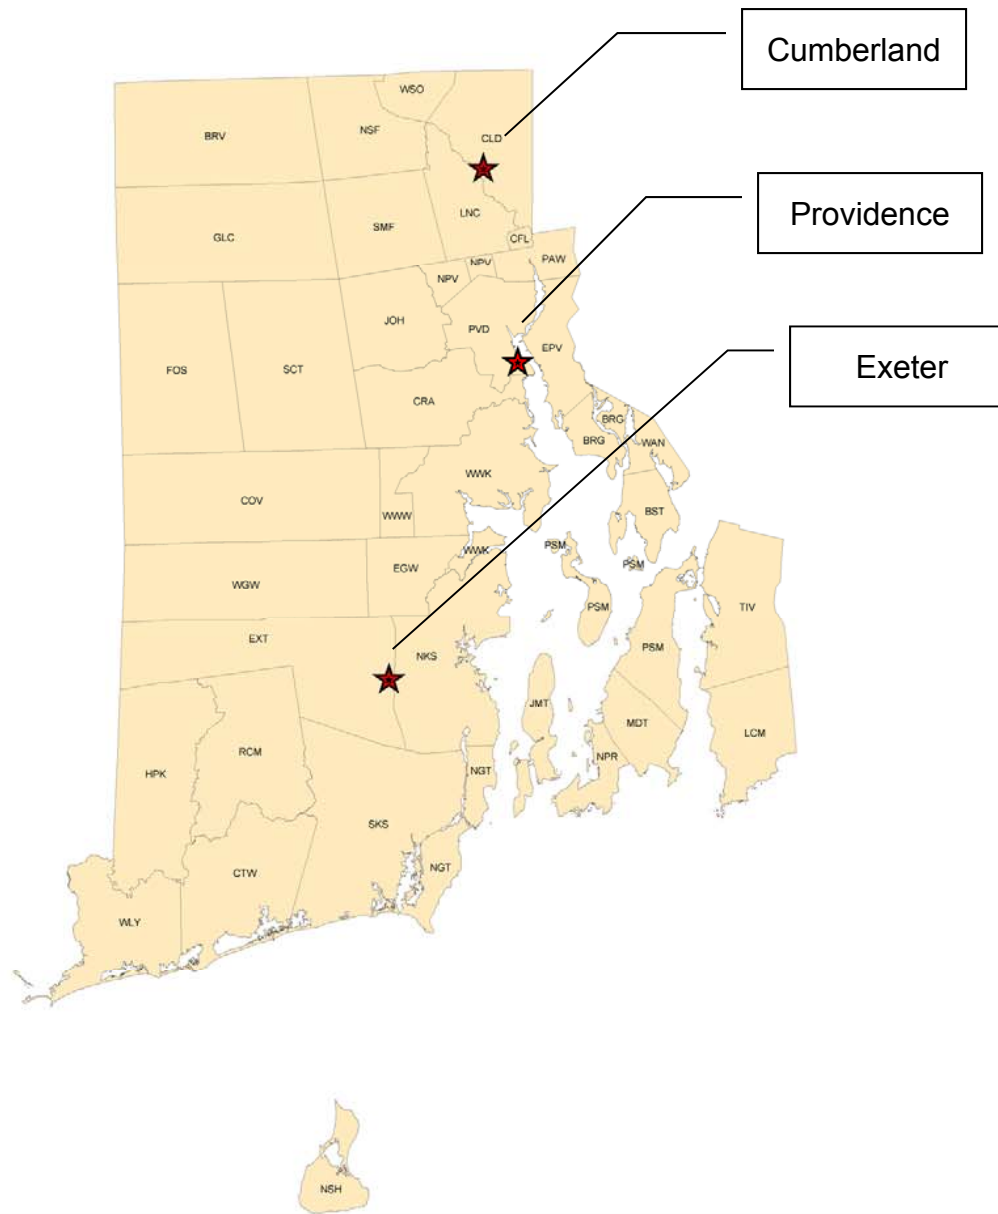 Cumberland
WSO
NSF
BRV
CLD
Providence
LNC
SMF
GLC
CFL
PAW
NPV
NPV
JOH
PVD
EPV
Exeter
FOS
SCT
CRA
BRG
BRG
WAN
WWK
COV
WWW
BST
PSM
WWK
PSM
EGW
WGW
PSM
TIV
EXT
PSM
NKS
JMT
MDT
LCM
RCM
NPR
HPK
NGT
SKS
NGT
CTW
WLY
NSH